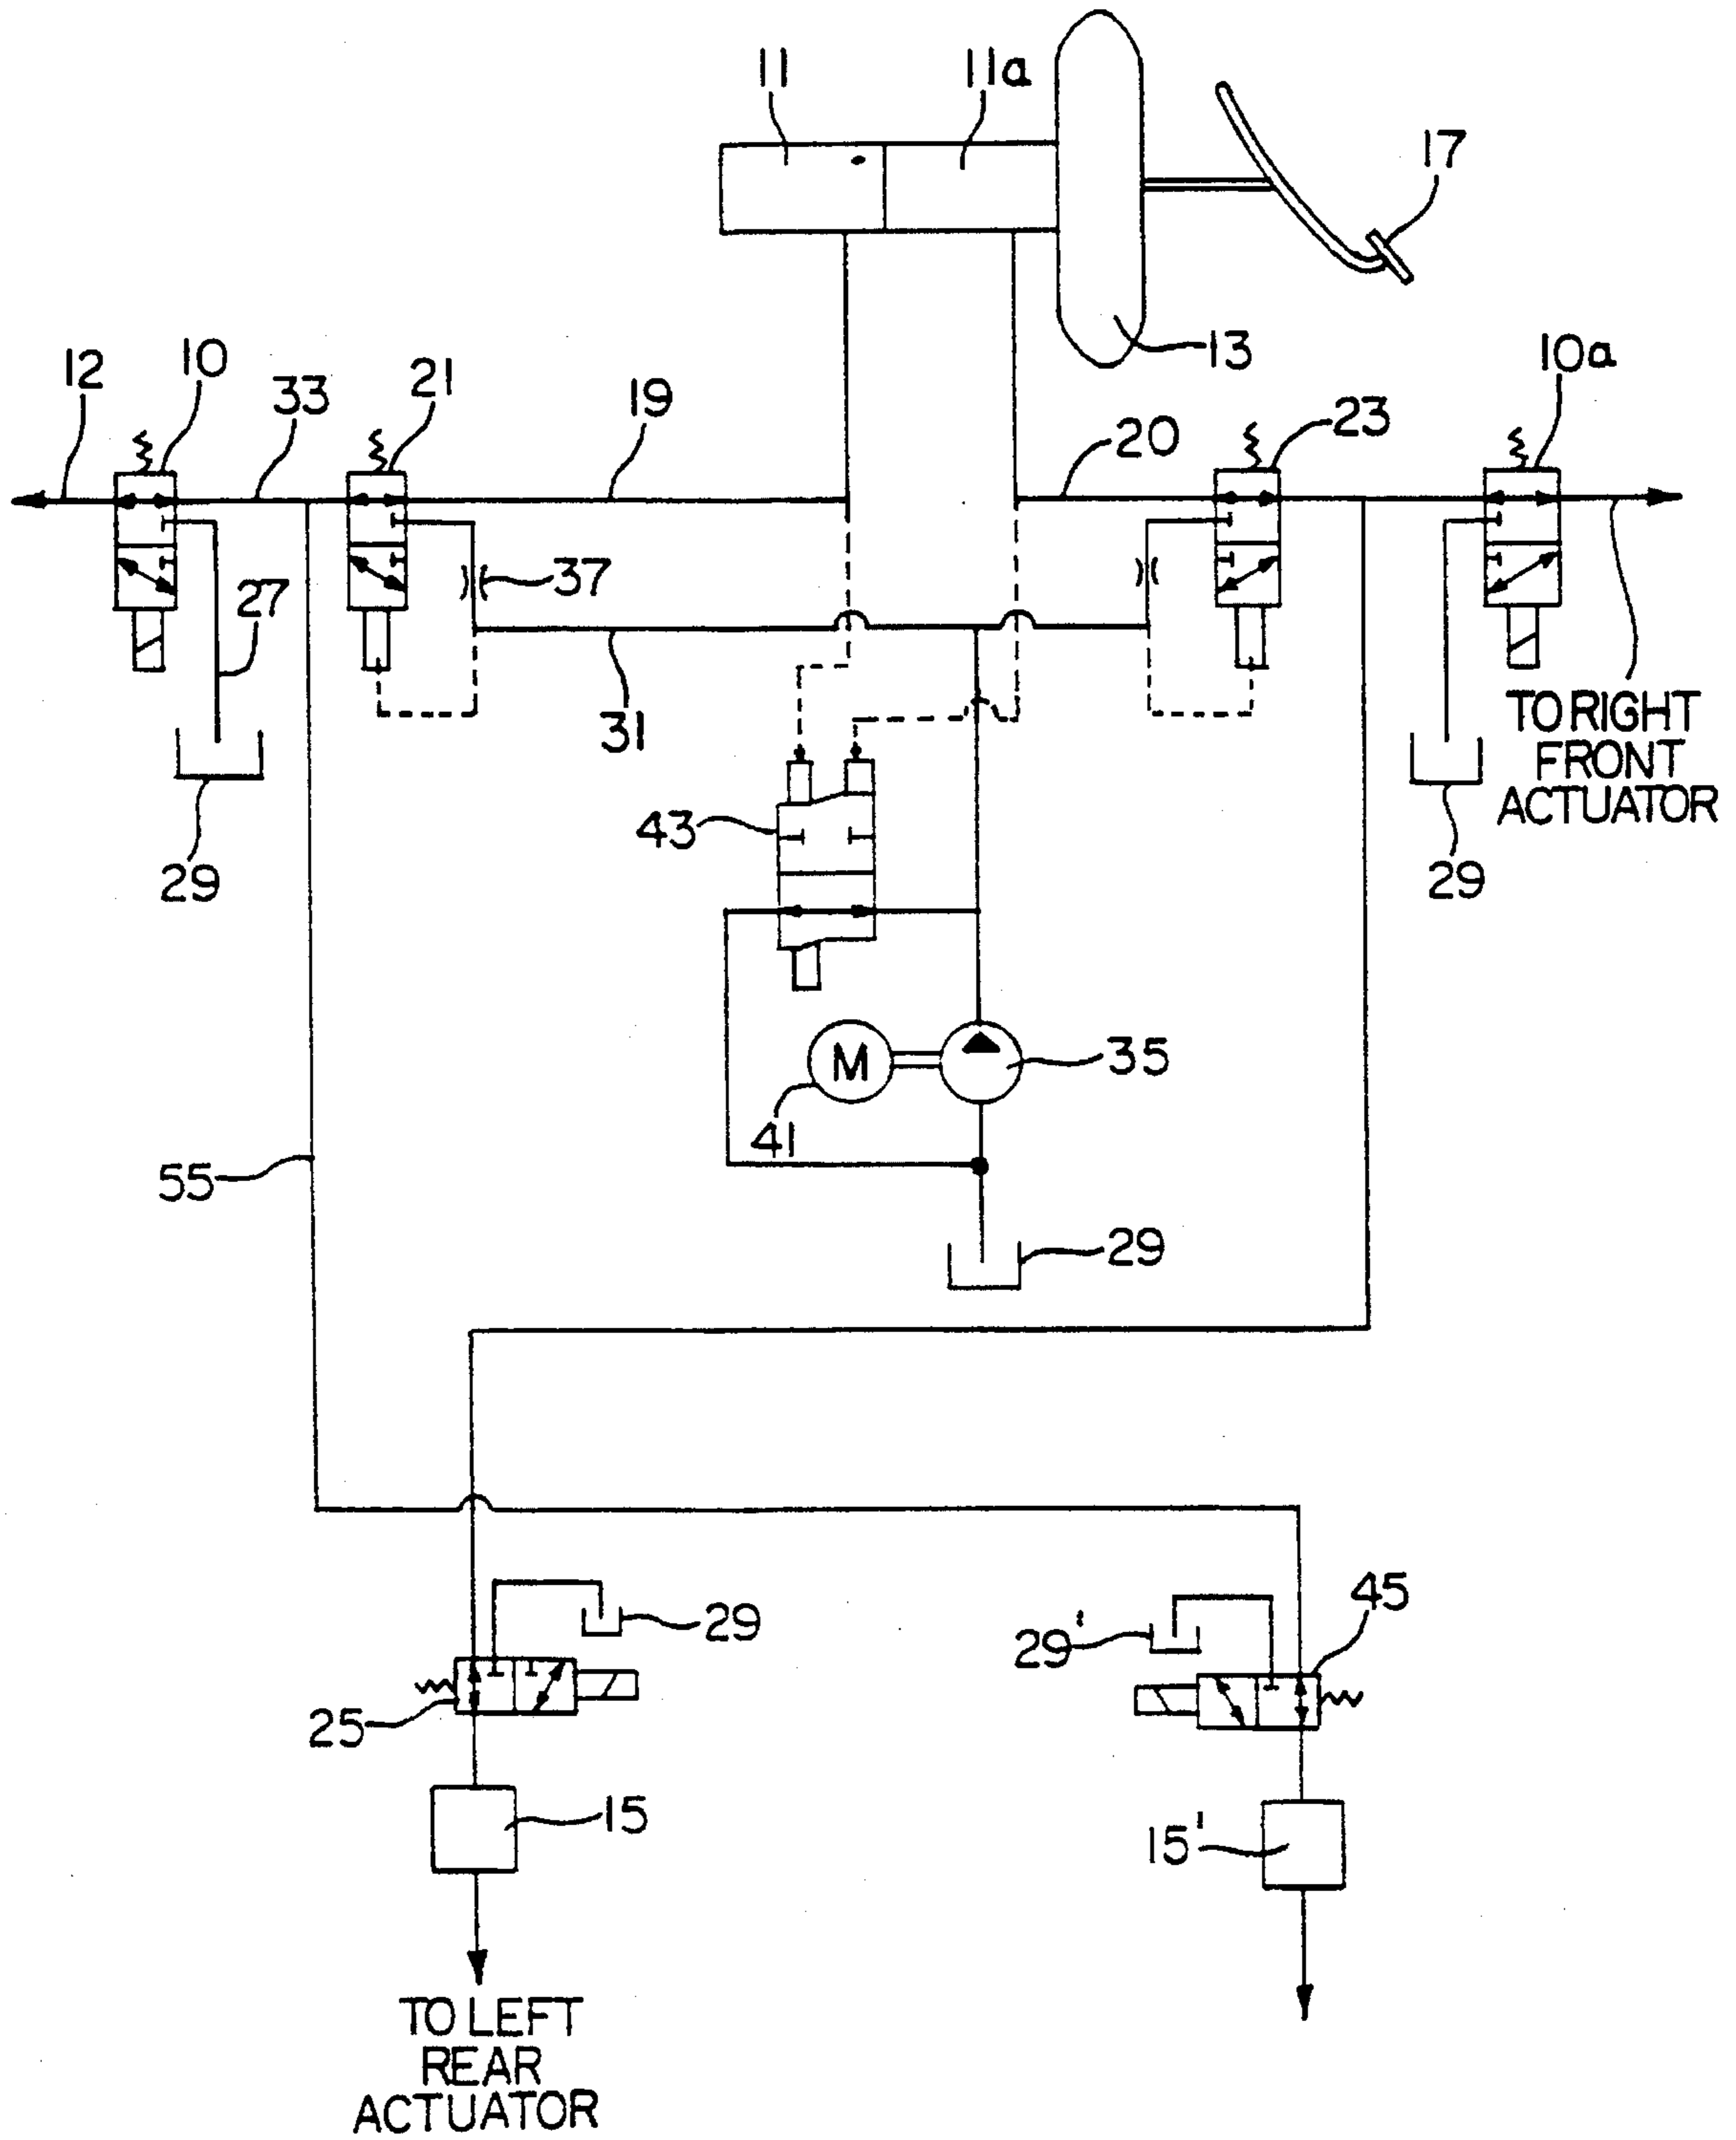 11
11a
17
13
12
10
33
21
19
20
23
10a
37
27
31
TO RIGHT
FRONT
ACTUATOR
43
29
29
M
35
41
55
29
29
29'
45
25
15
15'
TO LEFT
REAR
ACTUATOR